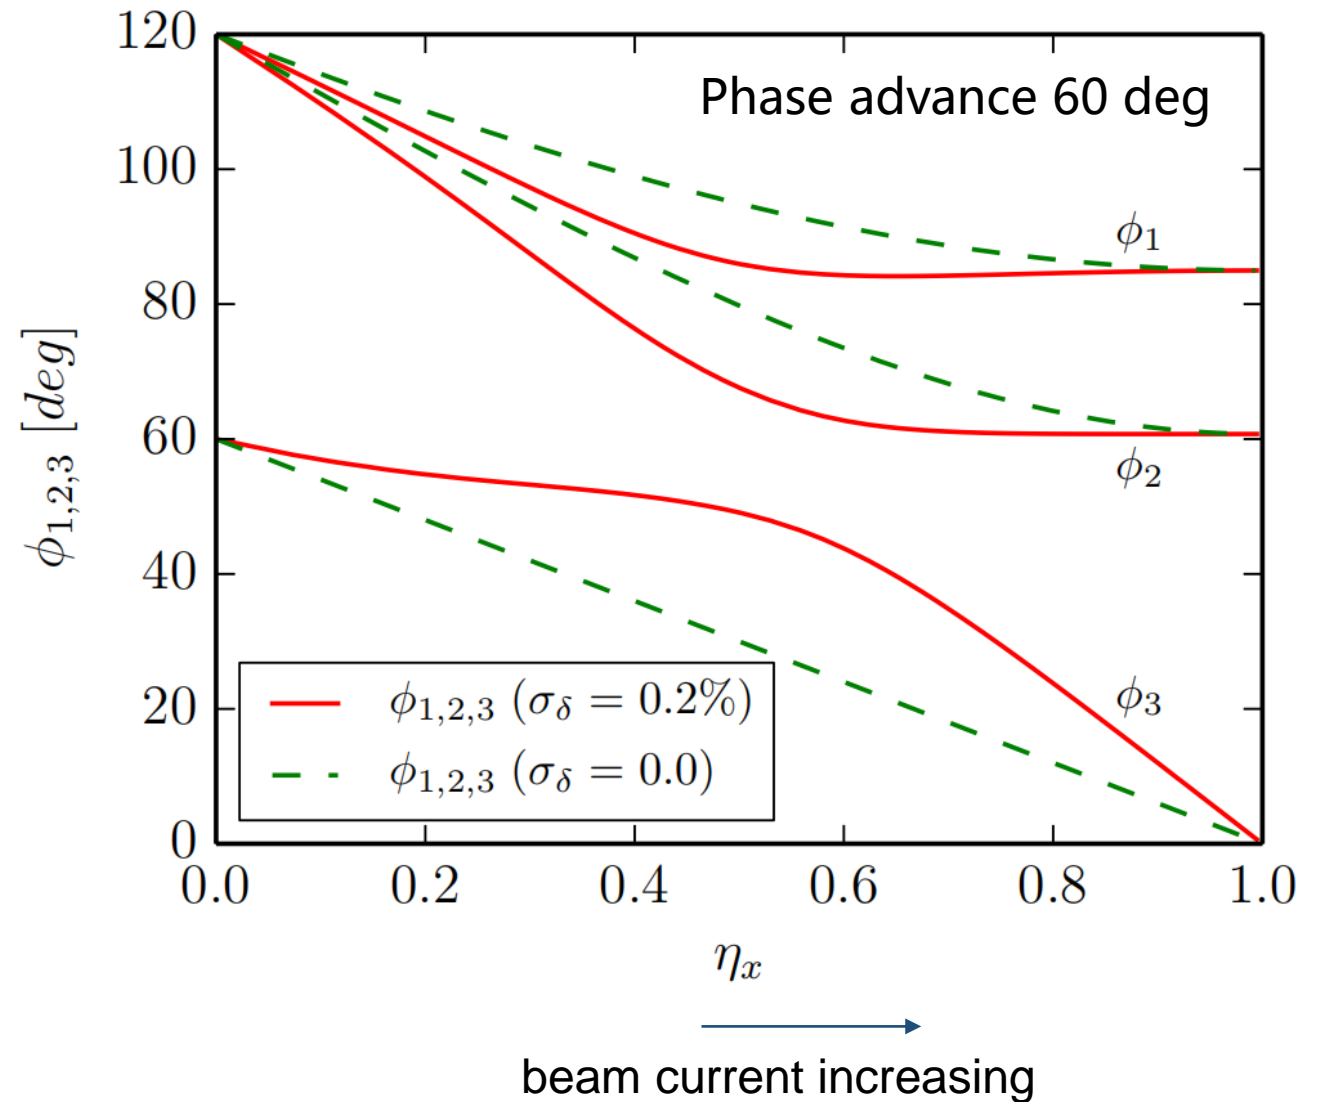 120
Phase advance 60 deg
100
80
60
40
20
0
ϕ₁,₂,₃ [deg]
ϕ₁
ϕ₂
ϕ₃
ϕ₁,₂,₃ (σ_δ = 0.2%)
ϕ₁,₂,₃ (σ_δ = 0.0)
0.0 0.2 0.4 0.6 0.8 1.0
ηₓ
beam current increasing